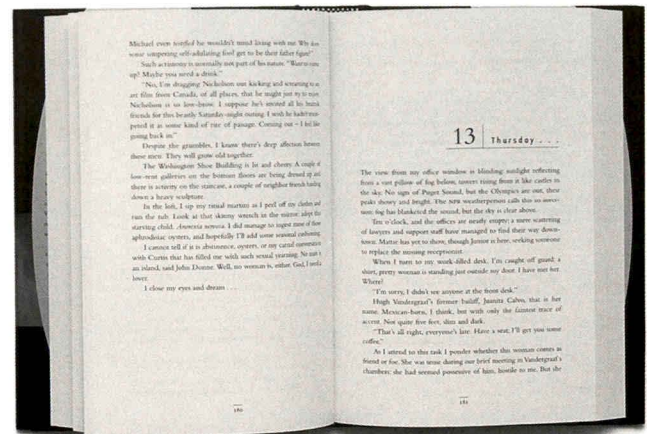 Michael even notified he wouldn't mind living with me. Why does
some simpering self-adulating fool get to be their father figure?"
Such acrimony is normally not part of his nature. "Want to come
up? Maybe you need a drink."
"No, I'm dragging Nicholson out kicking and screaming to an
art film from Canada, of all places, that he might just try to enjoy.
Nicholson is so low-brow. I suppose he's invited all his butch
friends for this beastly Saturday-night outing. I wish he hadn't
peted it as some kind of rite of passage. Coming out – I feel like
going back in."
Despite the grumbles, I know there's deep affection between
these men. They will grow old together.
The Washington Shoe Building is lit and cheery. A couple of
low-rent galleries on the bottom floors are being dressed up and
there is activity on the staircase, a couple of neighbor friends hauling
down a heavy sculpture.
In the loft, I up my ritual martini as I peel off my clothes and
run the tub. Look at that skinny wretch in the mirror: adopt this
starving child. Anorexia nervosa. I did manage to ingest most of those
aphrodisiac oysters, and hopefully I'll add some seasonal cushioning.
I cannot tell if it is abstinence, oysters, or my carnal
with Curtis that has filled me with such sexual yearning. No man is
an island, said John Donne. Well, no woman is, either. God, I need a
lover.
I close my eyes and dream . . .
180
13 Thursday . . .
The view from my office window is blinding: sunlight reflecting
from a vast pillow of fog below, towers rising from it like castles in
the sky. No sign of Puget Sound, but the Olympics are out, their
peaks showy and bright. The NPR weatherperson calls this an
fog has blanketed the sound, but the sky is clear above.
Ten o'clock, and the offices are nearly empty; a mere scattering
of lawyers and support staff have managed to find their way down-
town. Mattie has yet to show, though Junior is here, seeking someone
to replace the missing receptionist.
When I turn to my work-filled desk, I'm caught off guard: a
short, pretty woman is standing just outside my door. I have met her.
Where?
"I'm sorry, I didn't see anyone at the front desk."
Hugh Vandergraaf's former bailiff, Juanita Calvo, that is her
name. Mexican-born, I think, but with only the faintest trace of
accent. Not quite five feet, slim and dark.
"That's all right, everyone's late. Have a seat, I'll get you some
coffee."
As I attend to this task I ponder whether this woman comes as
friend or foe. She was tense during our brief meeting in Vandergraaf's
chambers; she had seemed possessive of him, hostile to me. But she
181